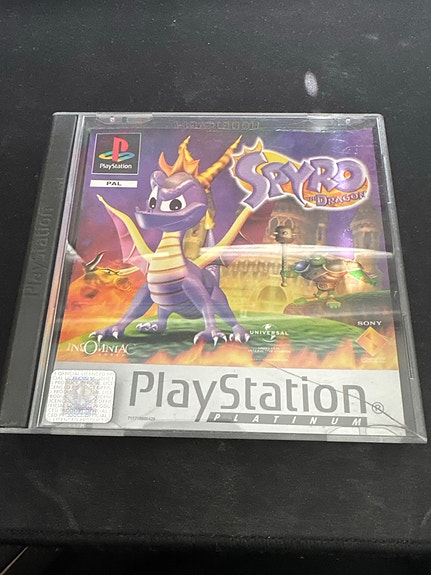 PlayStation
PlayStation
PAL
SPYRO
THE DRAGON
INSOMNIAC
UNIVERSAL
SONY
PlayStation®
PLATINUM